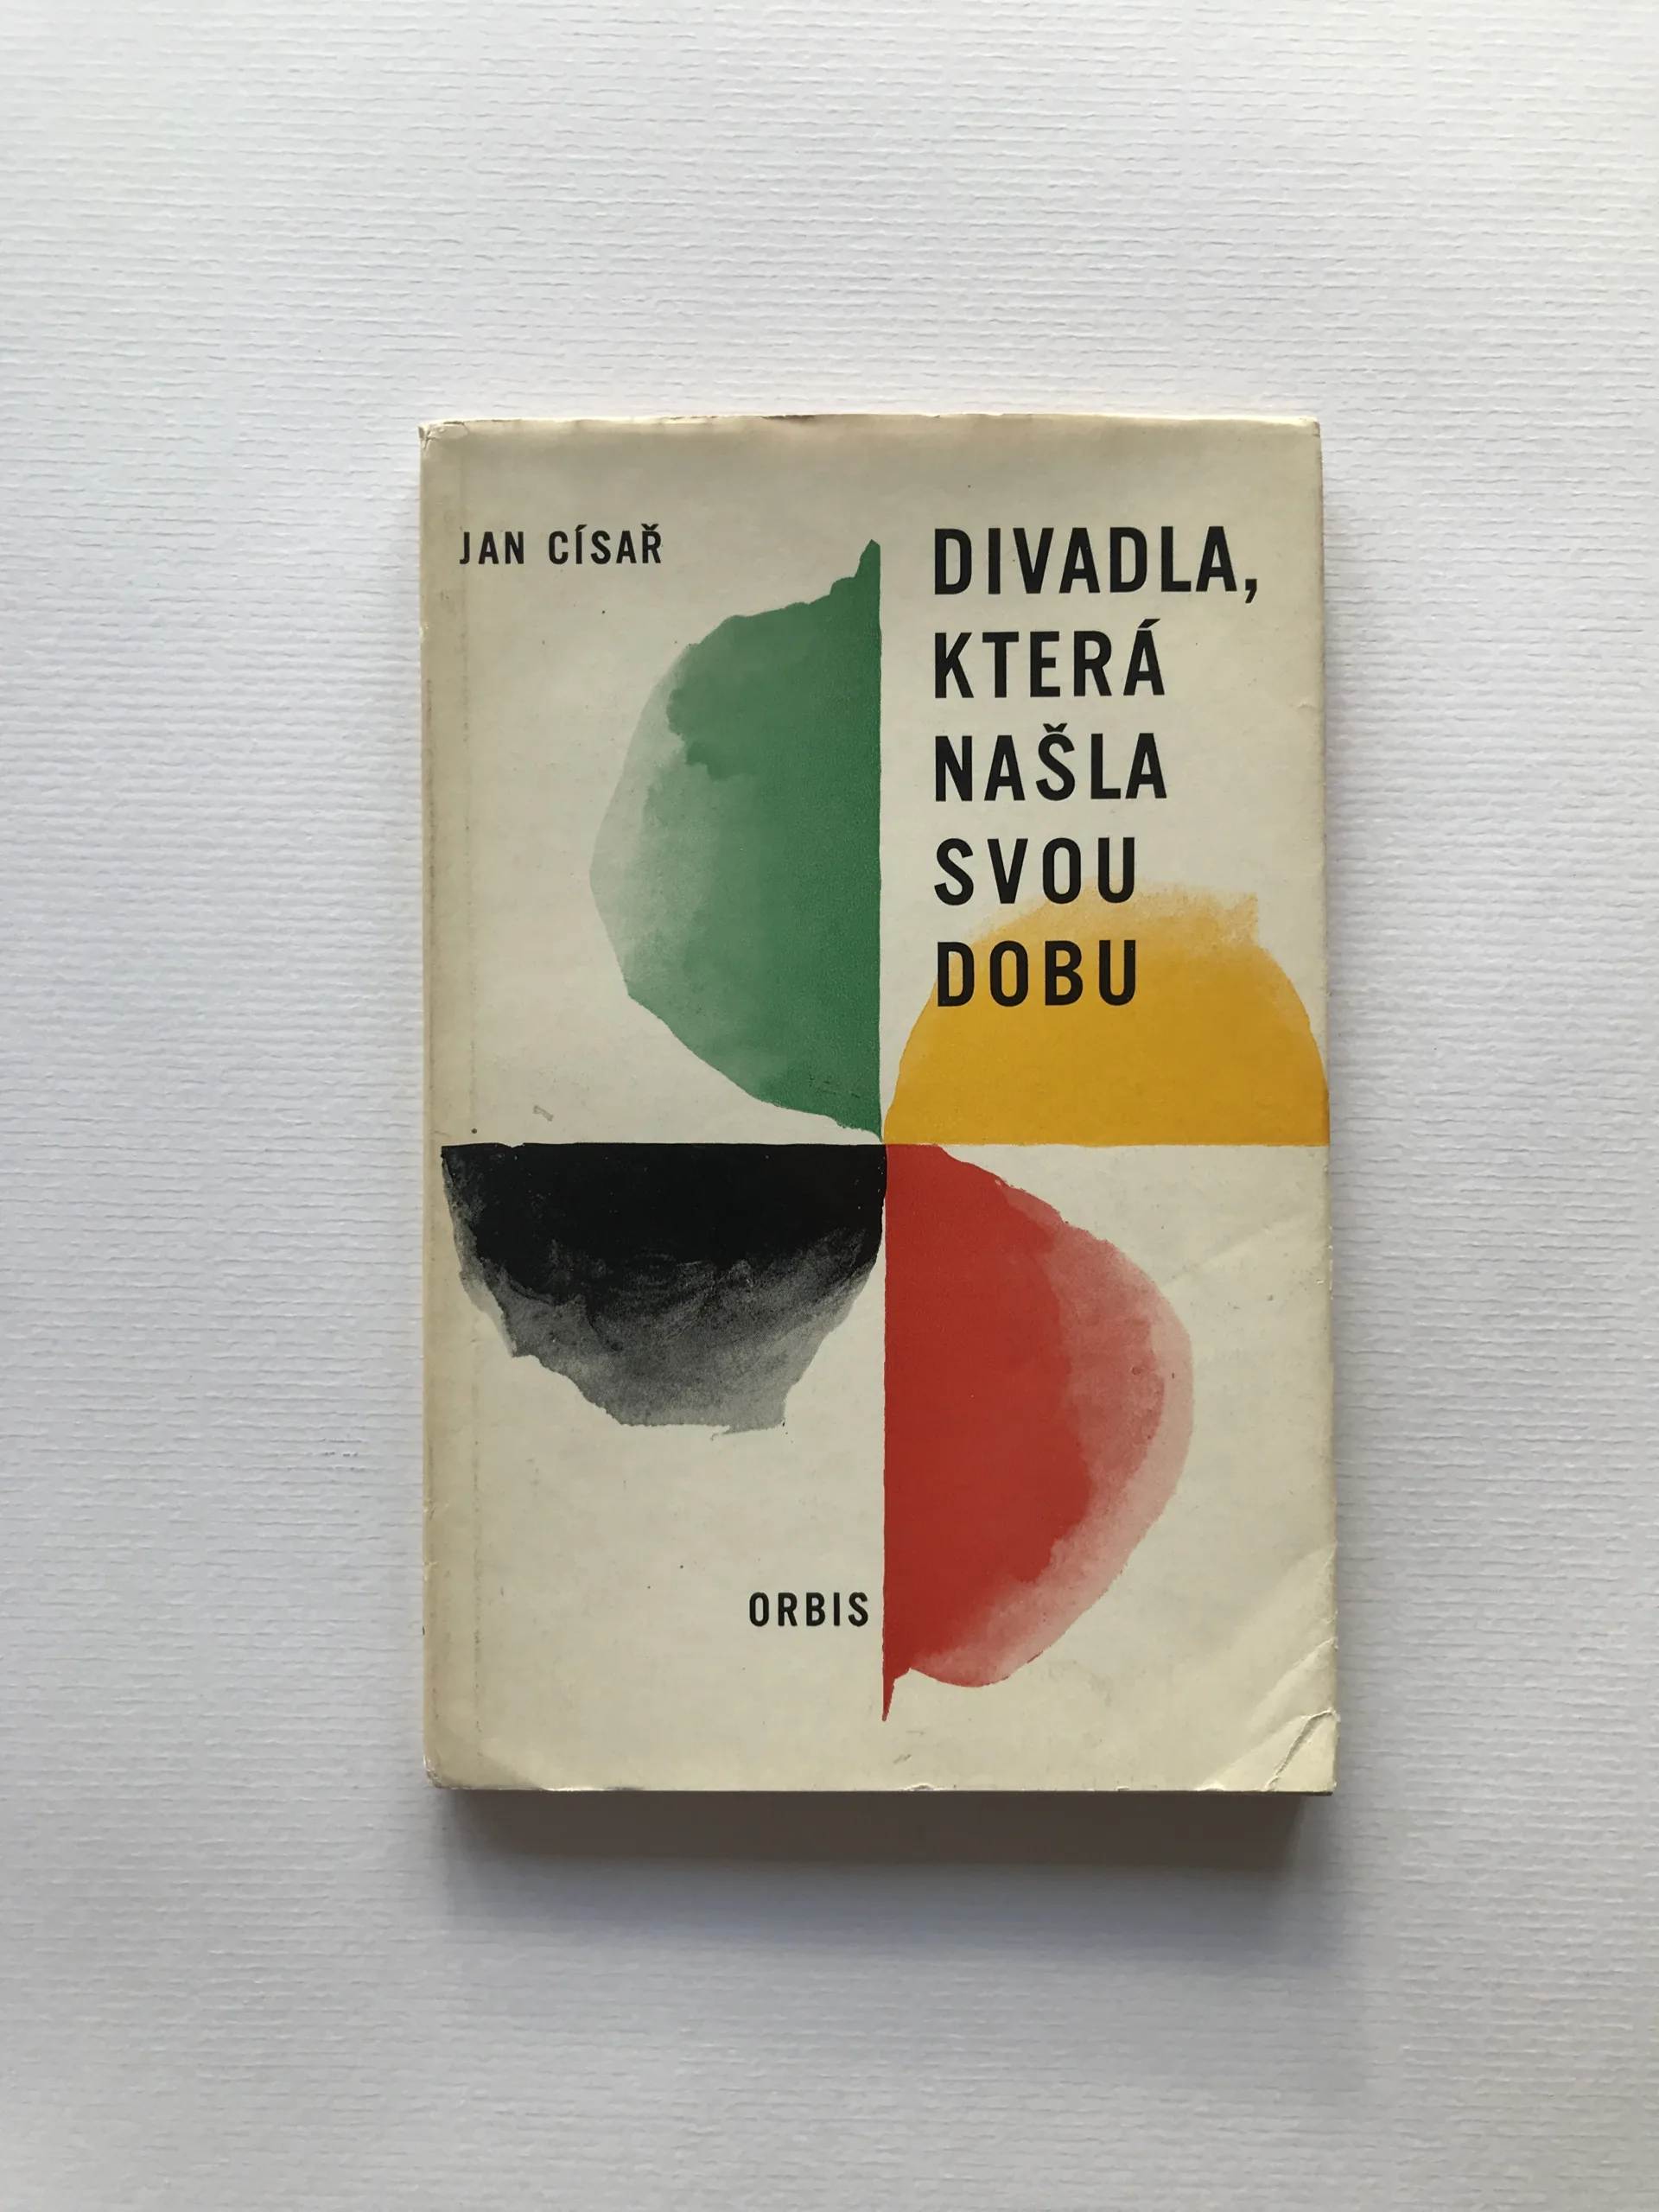 JAN CÍSAŘ
DIVADLA,
KTERÁ
NAŠLA
SVOU
DOBU
ORBIS